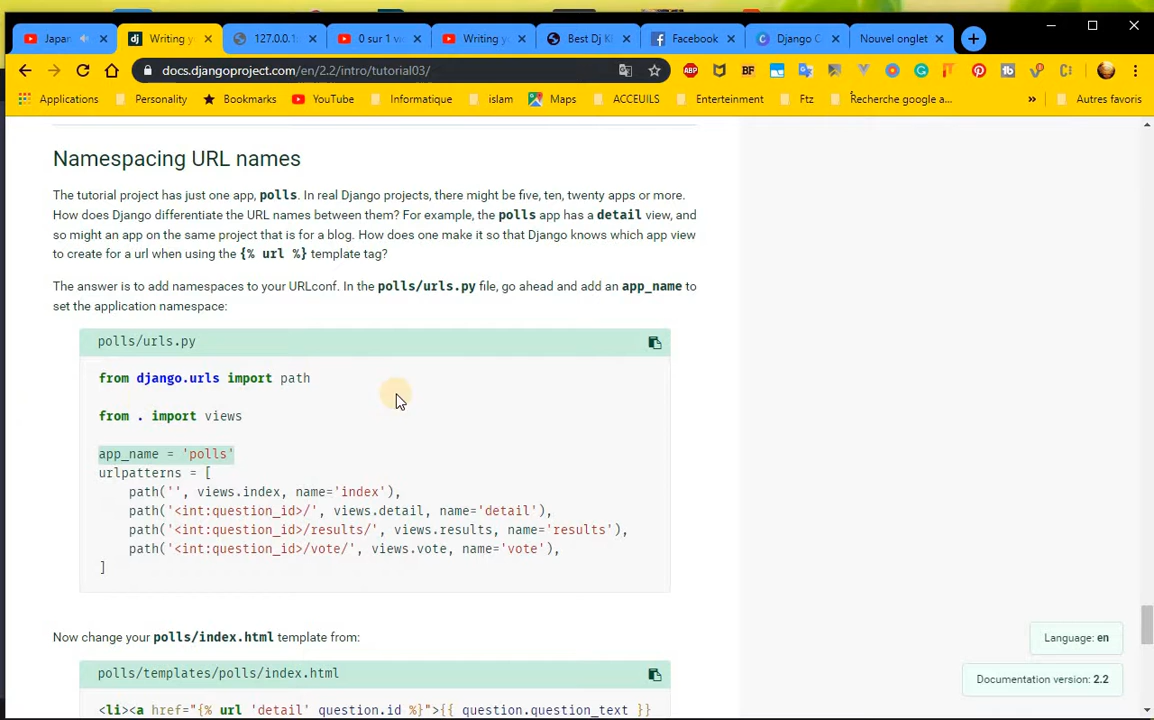 Japan
dj Writing y
127.0.0.1:
0 sur 1 v
Writing yo
Best Dj Ki
Facebook
Django C
Nouvel onglet
docs.djangoproject.com/en/2.2/intro/tutorial03/
ABP
BF
Applications
Personality
Bookmarks
YouTube
Informatique
islam
Maps
ACCEUILS
Enterteinment
Ftz
Recherche google a...
»
Autres favoris
Namespacing URL names
The tutorial project has just one app, polls. In real Django projects, there might be five, ten, twenty apps or more.
How does Django differentiate the URL names between them? For example, the polls app has a detail view, and
so might an app on the same project that is for a blog. How does one make it so that Django knows which app view
to create for a url when using the {% url %} template tag?
The answer is to add namespaces to your URLconf. In the polls/urls.py file, go ahead and add an app_name to
set the application namespace:
polls/urls.py
from django.urls import path
from . import views
app_name = 'polls'
urlpatterns = [
path('', views.index, name='index'),
path('<int:question_id>/', views.detail, name='detail'),
path('<int:question_id>/results/', views.results, name='results'),
path('<int:question_id>/vote/', views.vote, name='vote'),
]
Now change your polls/index.html template from:
polls/templates/polls/index.html
<li><a href="{% url 'detail' question.id %}">{{ question.question_text }}
Language: en
Documentation version: 2.2